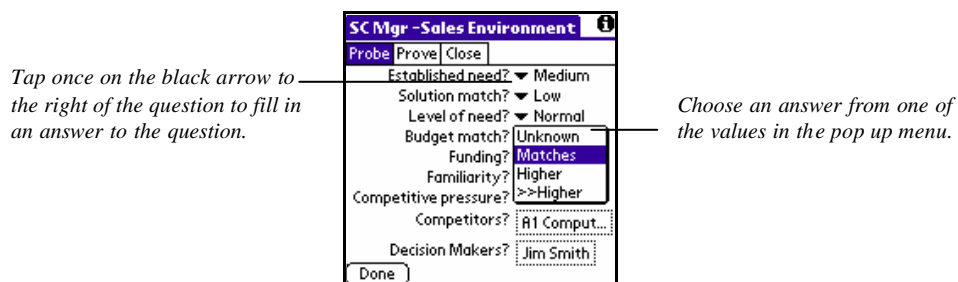 SC Mgr -Sales Environment
Probe Prove Close
Tap once on the black arrow to
the right of the question to fill in
an answer to the question.
Established need? Medium
Solution match? Low
Level of need? Normal
Budget match? Unknown
Funding? Matches
Familiarity? Higher
Competitive pressure? >>Higher
Competitors? A1 Comput...
Decision Makers? Jim Smith
Done
Choose an answer from one of
the values in the pop up menu.